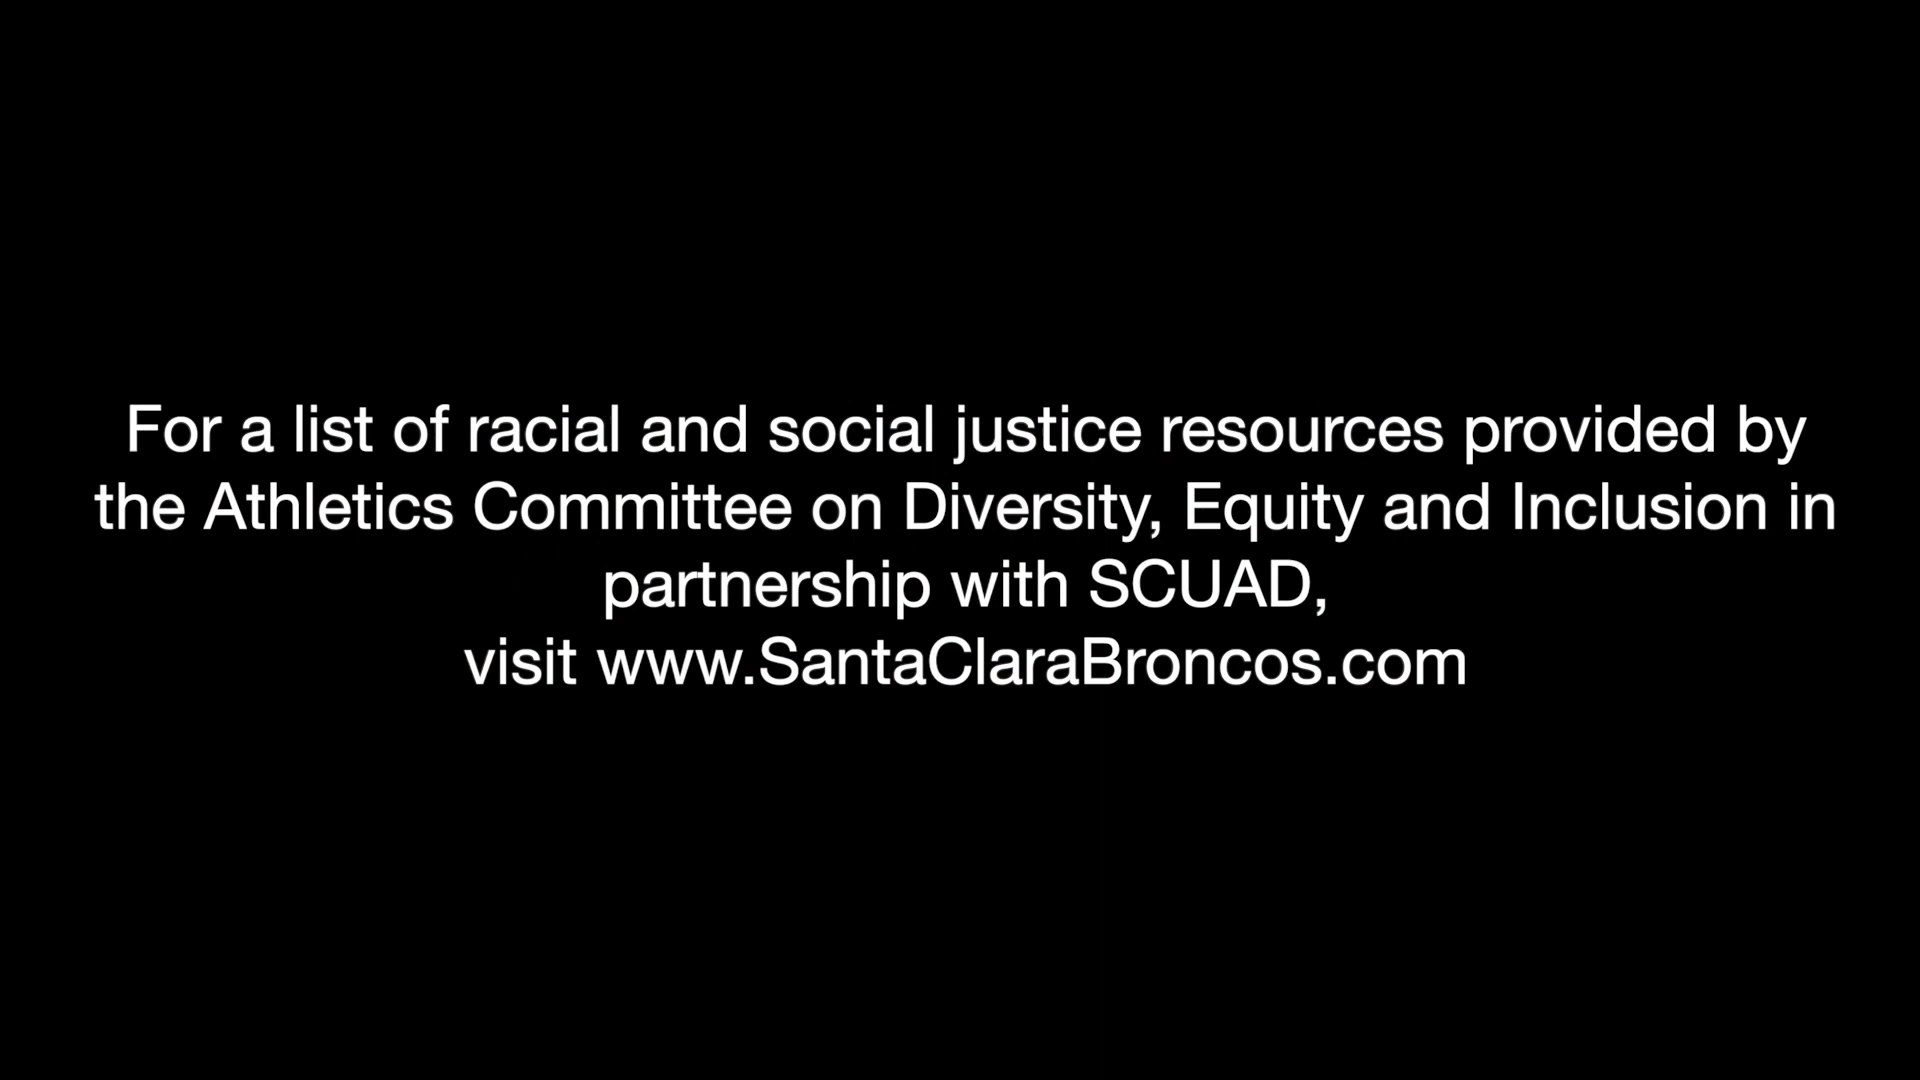 For a list of racial and social justice resources provided by
the Athletics Committee on Diversity, Equity and Inclusion in
partnership with SCUAD,
visit www.SantaClaraBroncos.com